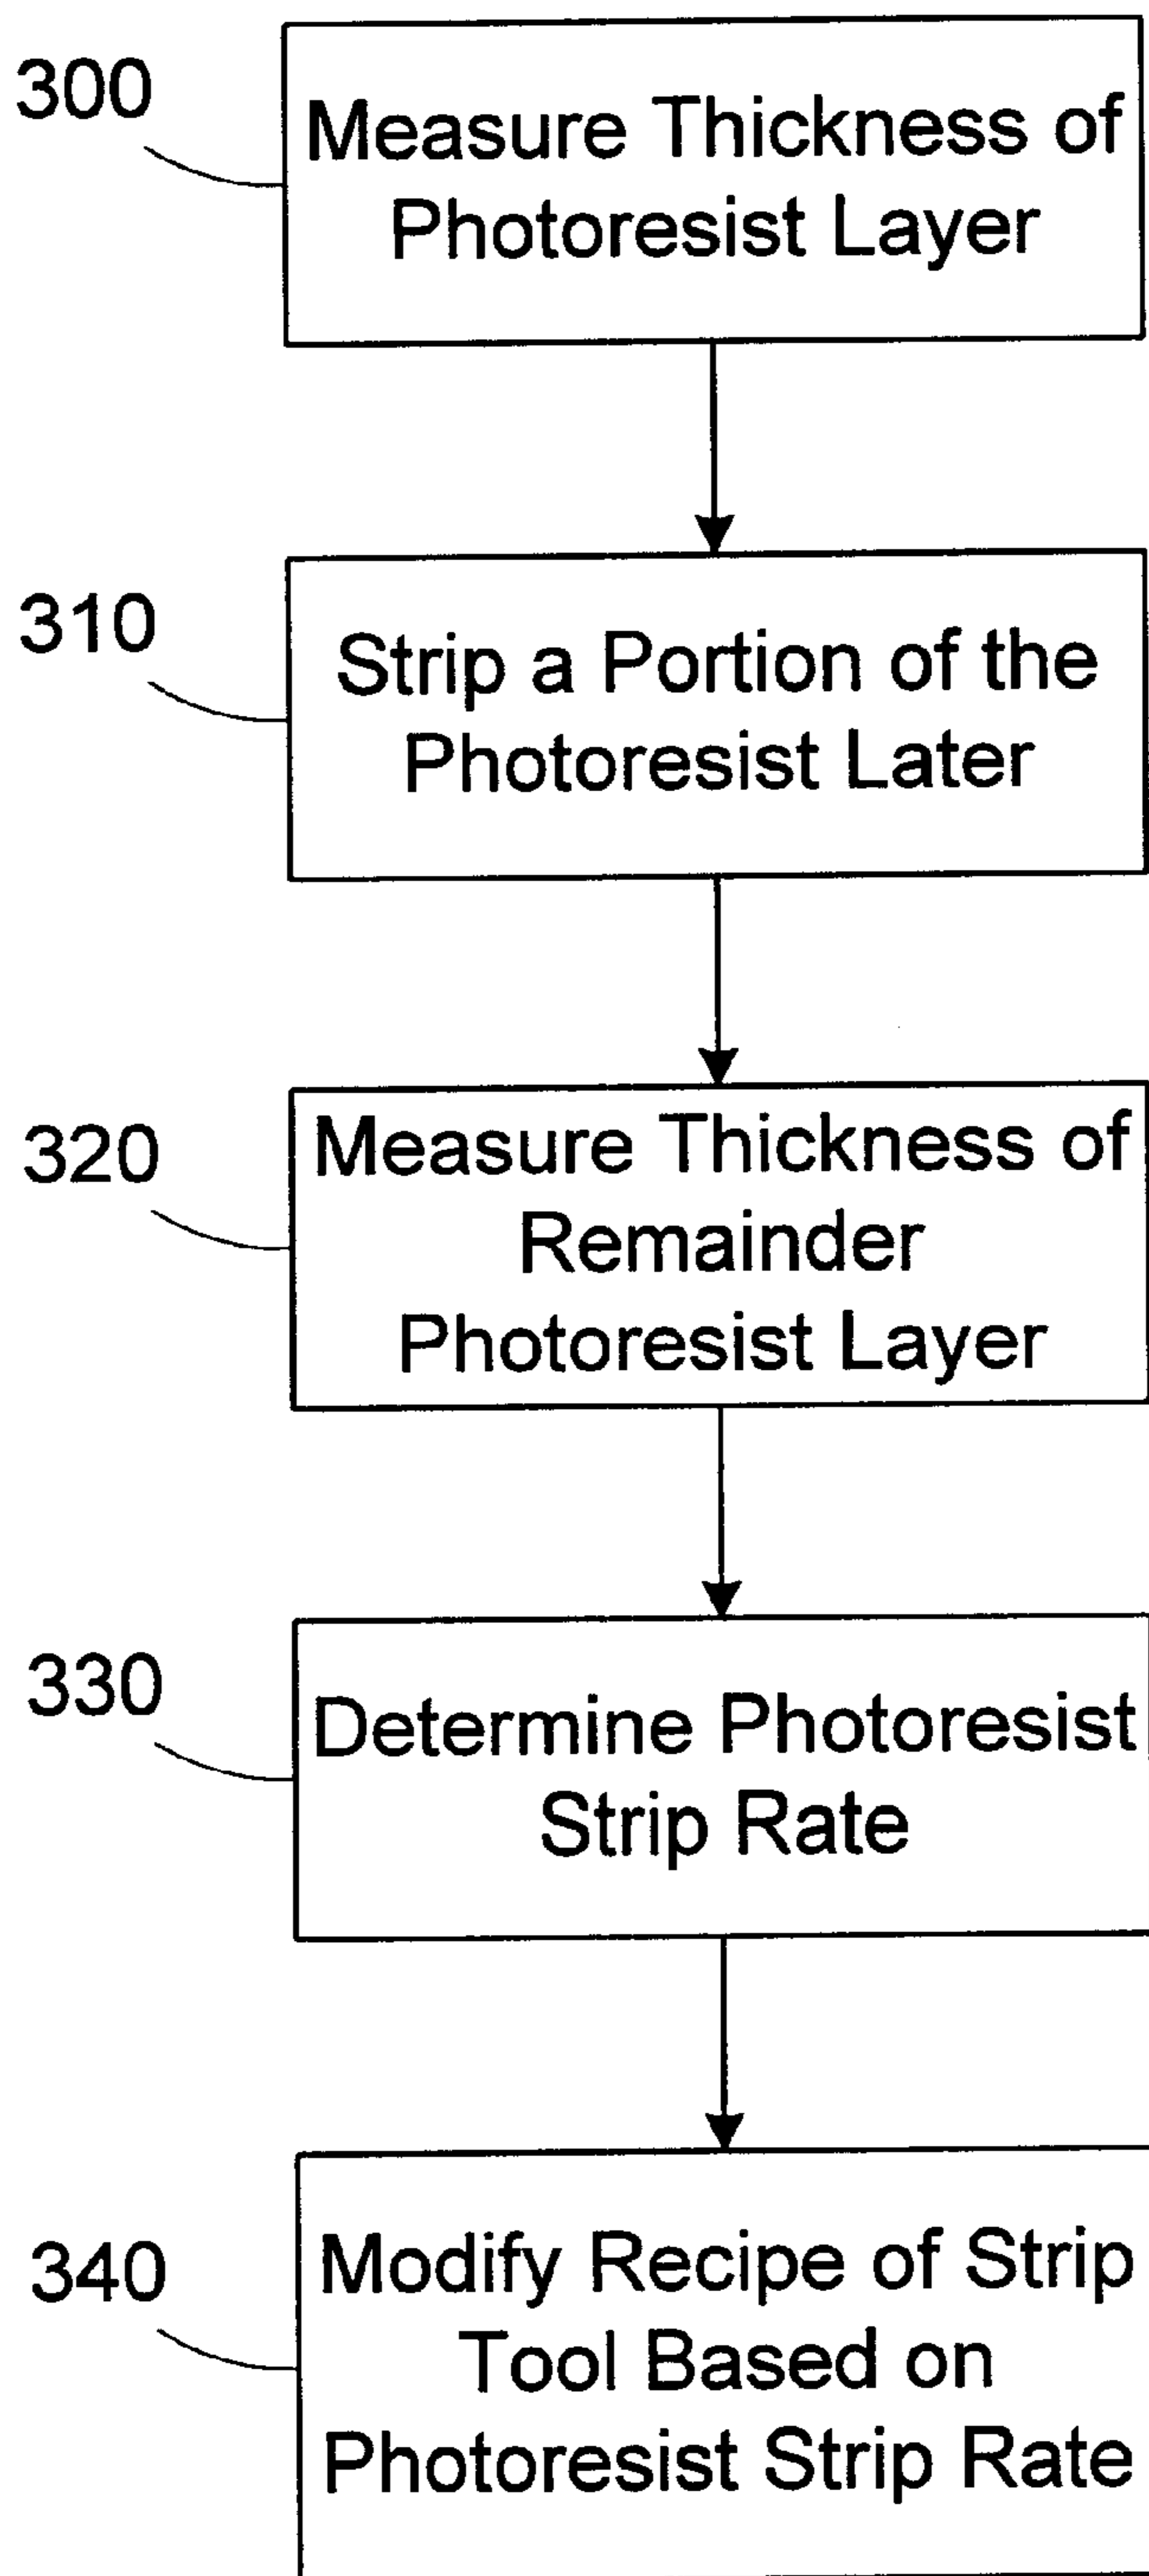 300
Measure Thickness of
Photoresist Layer
310
Strip a Portion of the
Photoresist Later
320
Measure Thickness of
Remainder
Photoresist Layer
330
Determine Photoresist
Strip Rate
340
Modify Recipe of Strip
Tool Based on
Photoresist Strip Rate